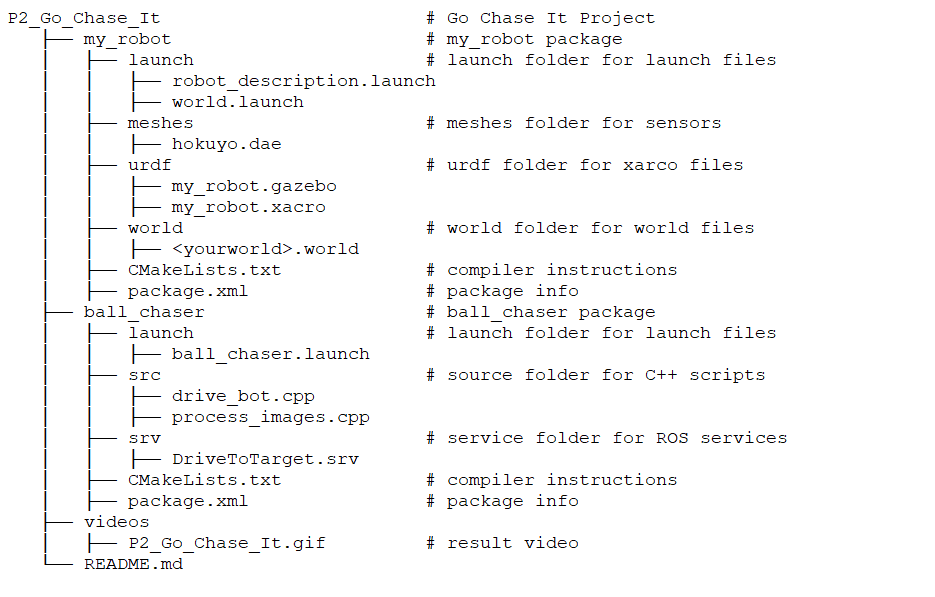 P2_Go_Chase_It                        # Go Chase It Project
    ├── my_robot                       # my_robot package
    │   ├── launch                     # launch folder for launch files
    │   │   ├── robot_description.launch
    │   │   ├── world.launch
    │   ├── meshes                     # meshes folder for sensors
    │   │   ├── hokuyo.dae
    │   ├── urdf                       # urdf folder for xarco files
    │   │   ├── my_robot.gazebo
    │   │   ├── my_robot.xacro
    │   ├── world                      # world folder for world files
    │   │   ├── <yourworld>.world
    │   ├── CMakeLists.txt             # compiler instructions
    │   ├── package.xml                # package info
    ├── ball_chaser                    # ball_chaser package
    │   ├── launch                     # launch folder for launch files
    │   │   ├── ball_chaser.launch
    │   ├── src                        # source folder for C++ scripts
    │   │   ├── drive_bot.cpp
    │   │   ├── process_images.cpp
    │   ├── srv                        # service folder for ROS services
    │   │   ├── DriveToTarget.srv
    │   ├── CMakeLists.txt             # compiler instructions
    │   ├── package.xml                # package info
    ├── videos
    │   ├── P2_Go_Chase_It.gif         # result video
    └── README.md